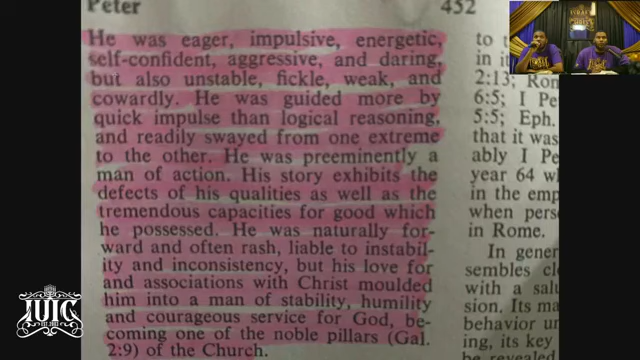 Peter
452
He was eager, impulsive, energetic,
self-confident, aggressive, and daring,
but also unstable, fickle, weak, and
cowardly. He was guided more by
quick impulse than logical reasoning,
and readily swayed from one extreme
to the other. He was preeminently a
man of action. His story exhibits the
defects of his qualities as well as the
tremendous capacities for good which
he possessed. He was naturally for-
ward and often rash, liable to instabil-
ity and inconsistency, but his love for
and associations with Christ moulded
him into a man of stability, humility
and courageous service for God, be-
coming one of the noble pillars (Gal.
2:9) of the Church.
to t
in it
2:13; Rom
6:5; I Pe
5:5; Eph.
that it was
ably I Pe
year 64 w
in the emp
when pers
in Rome.
In gener
sembles cl
with a salu
sion. Its ma
behavior un
ing, its key
be revealed
IUIC